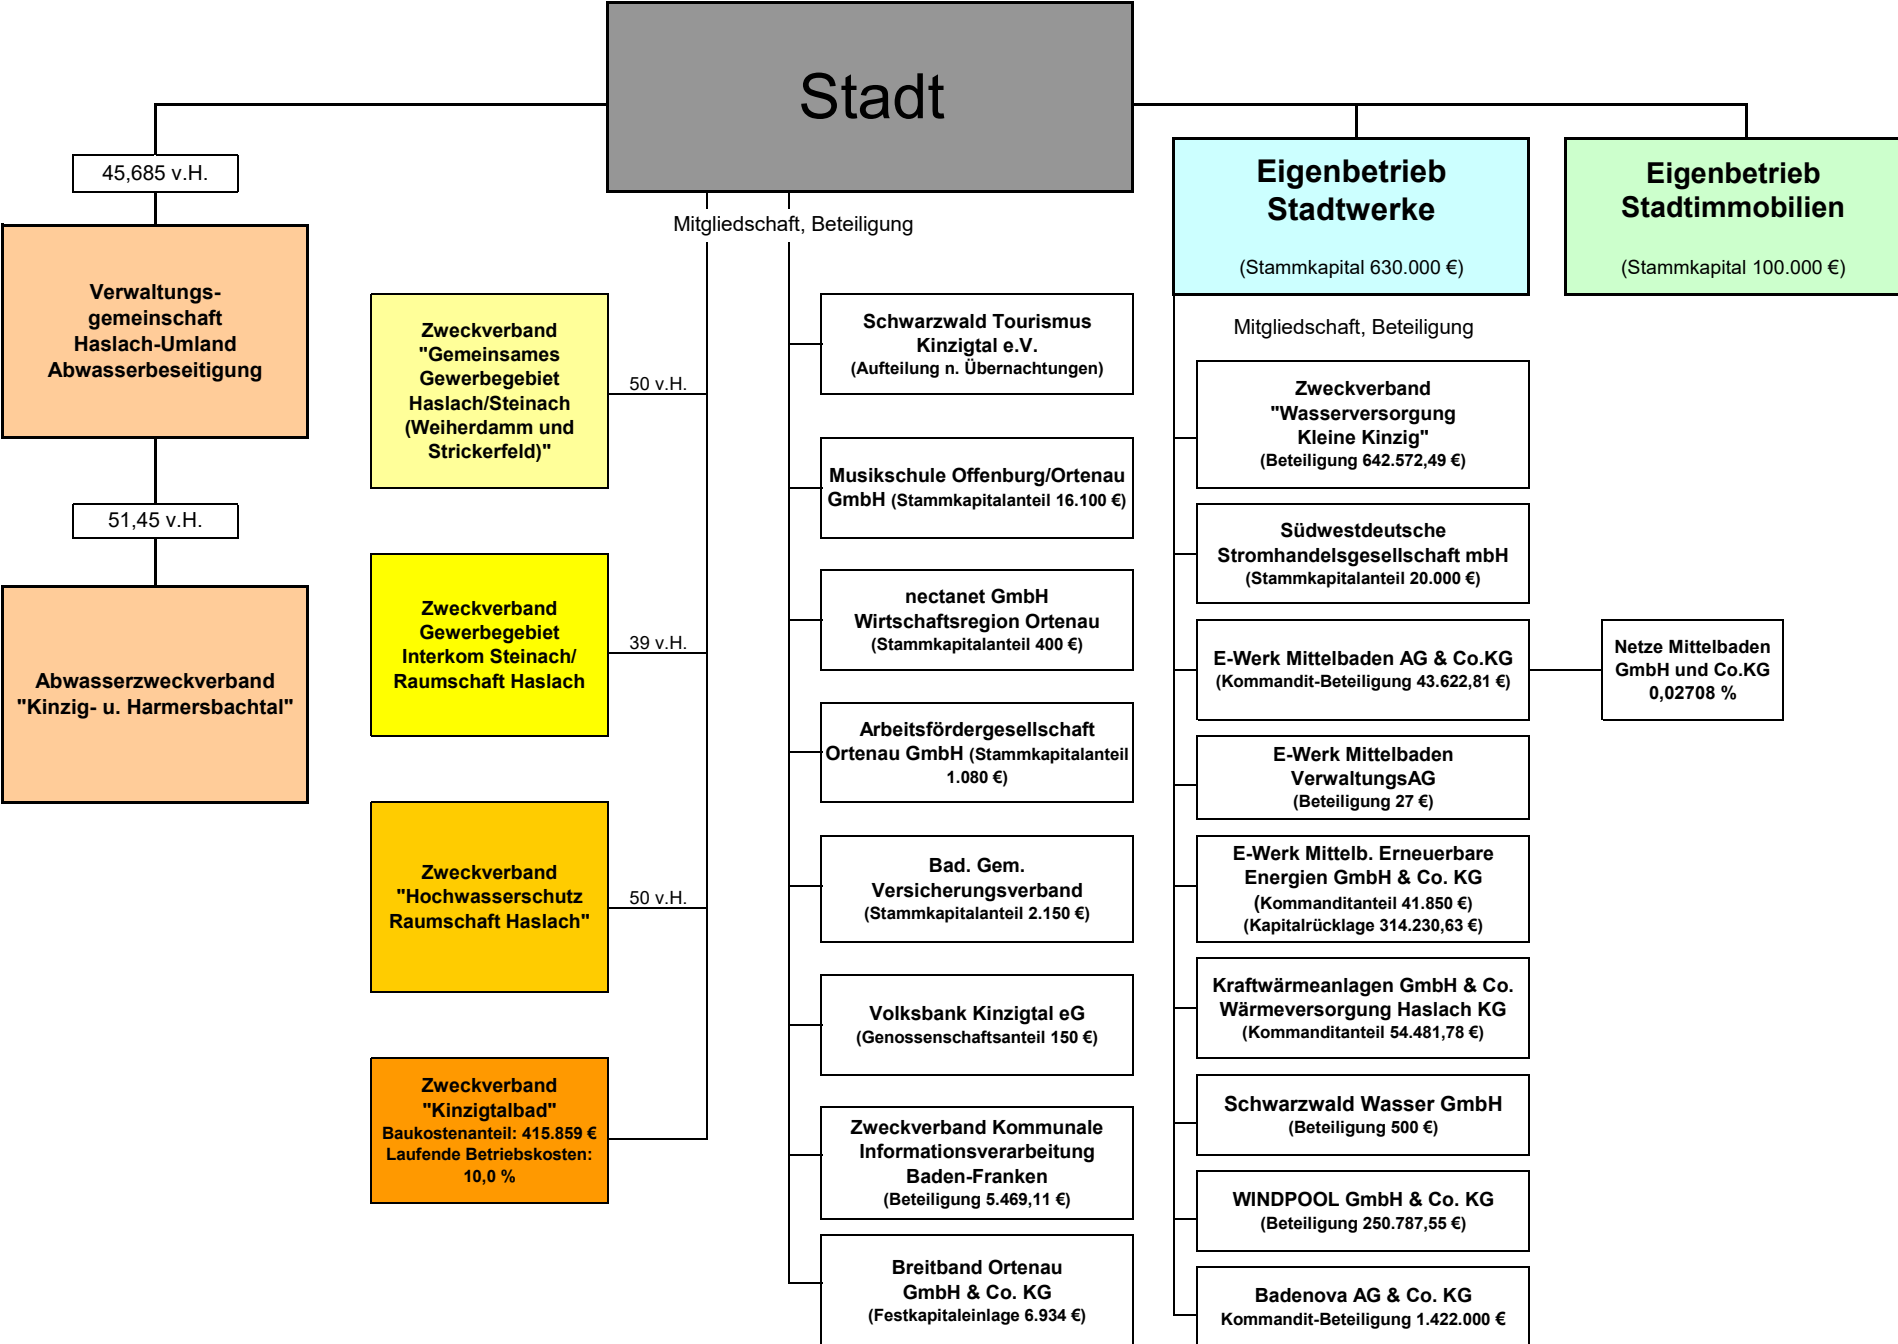 Stadt
45,685 v.H.
Verwaltungs-
gemeinschaft
Haslach-Umland
Abwasserbeseitigung
51,45 v.H.
Abwasserzweckverband
"Kinzig- u. Harmersbachtal"
Mitgliedschaft, Beteiligung
Zweckverband
"Gemeinsames
Gewerbegebiet
Haslach/Steinach
(Weiherdamm und
Strickerfeld)"
50 v.H.
Zweckverband
Gewerbegebiet
Interkom Steinach/
Raumschaft Haslach
39 v.H.
Zweckverband
"Hochwasserschutz
Raumschaft Haslach"
50 v.H.
Zweckverband
"Kinzigtalbad"
Baukostenanteil: 415.859 €
Laufende Betriebskosten:
10,0 %
Schwarzwald Tourismus
Kinzigtal e.V.
(Aufteilung n. Übernachtungen)
Musikschule Offenburg/Ortenau
GmbH (Stammkapitalanteil 16.100 €)
nectanet GmbH
Wirtschaftsregion Ortenau
(Stammkapitalanteil 400 €)
Arbeitsfördergesellschaft
Ortenau GmbH (Stammkapitalanteil
1.080 €)
Bad. Gem.
Versicherungsverband
(Stammkapitalanteil 2.150 €)
Volksbank Kinzigtal eG
(Genossenschaftsanteil 150 €)
Zweckverband Kommunale
Informationsverarbeitung
Baden-Franken
(Beteiligung 5.469,11 €)
Breitband Ortenau
GmbH & Co. KG
(Festkapitaleinlage 6.934 €)
Eigenbetrieb
Stadtwerke
(Stammkapital 630.000 €)
Mitgliedschaft, Beteiligung
Zweckverband
"Wasserversorgung
Kleine Kinzig"
(Beteiligung 642.572,49 €)
Südwestdeutsche
Stromhandelsgesellschaft mbH
(Stammkapitalanteil 20.000 €)
E-Werk Mittelbaden AG & Co.KG
(Kommandit-Beteiligung 43.622,81 €)
Netze Mittelbaden
GmbH und Co.KG
0,02708 %
E-Werk Mittelbaden
VerwaltungsAG
(Beteiligung 27 €)
E-Werk Mittelb. Erneuerbare
Energien GmbH & Co. KG
(Kommanditanteil 41.850 €)
(Kapitalrücklage 314.230,63 €)
Kraftwärmeanlagen GmbH & Co.
Wärmeversorgung Haslach KG
(Kommanditanteil 54.481,78 €)
Schwarzwald Wasser GmbH
(Beteiligung 500 €)
WINDPOOL GmbH & Co. KG
(Beteiligung 250.787,55 €)
Badenova AG & Co. KG
Kommandit-Beteiligung 1.422.000 €
Eigenbetrieb
Stadtimmobilien
(Stammkapital 100.000 €)